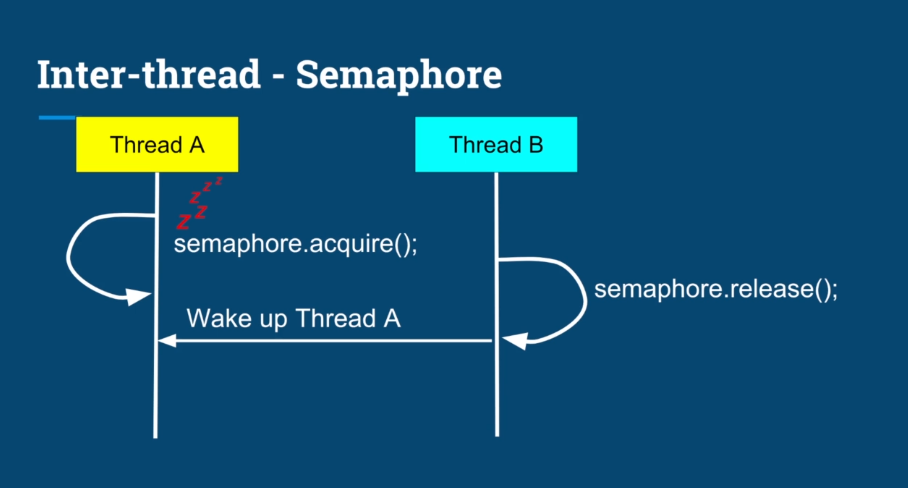 Inter-thread - Semaphore
Thread A
Thread B
z z z
z z
semaphore.acquire();
semaphore.release();
Wake up Thread A